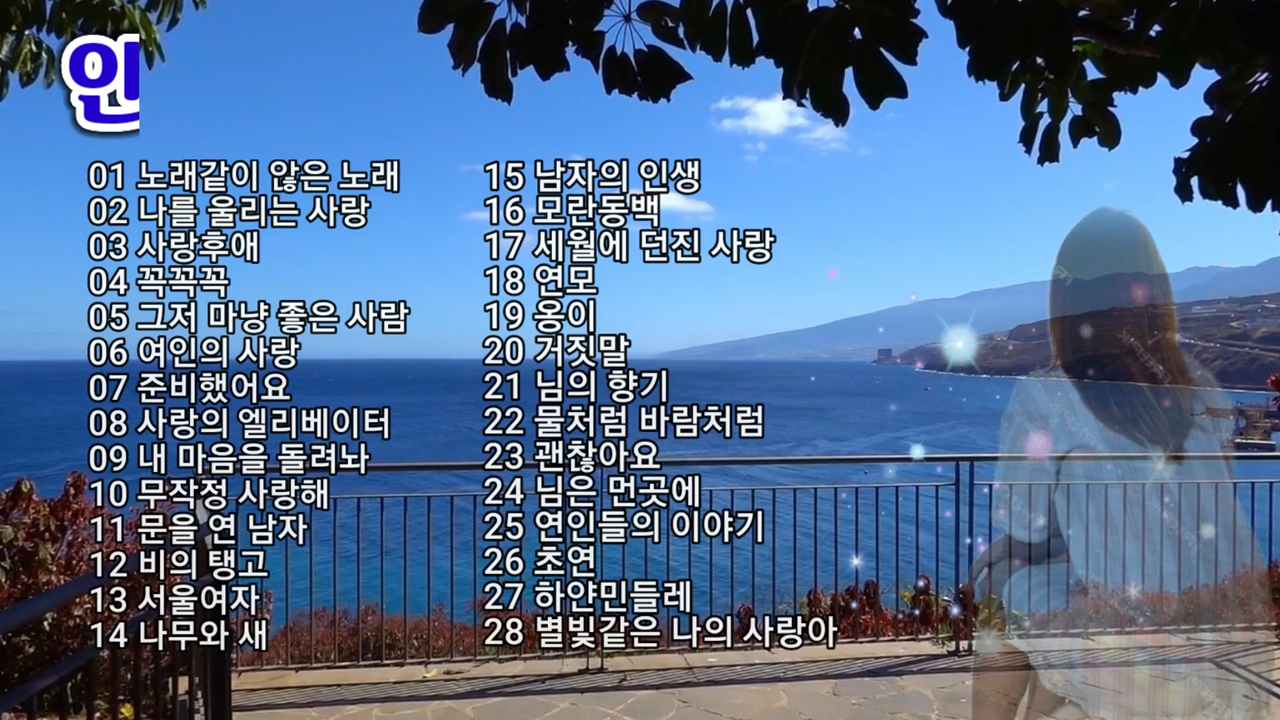 인
01 노래같이 않은 노래
02 나를 울리는 사랑
03 사랑후애
04 꼭꼭꼭
05 그저 마냥 좋은 사람
06 여인의 사랑
07 준비했어요
08 사랑의 엘리베이터
09 내 마음을 돌려놔
10 무작정 사랑해
11 문을 연 남자
12 비의 탱고
13 서울여자
14 나무와 새
15 남자의 인생
16 모란동백
17 세월에 던진 사랑
18 연모
19 옹이
20 거짓말
21 님의 향기
22 물처럼 바람처럼
23 괜찮아요
24 님은 먼곳에
25 연인들의 이야기
26 초연
27 하얀민들레
28 별빛같은 나의 사랑아